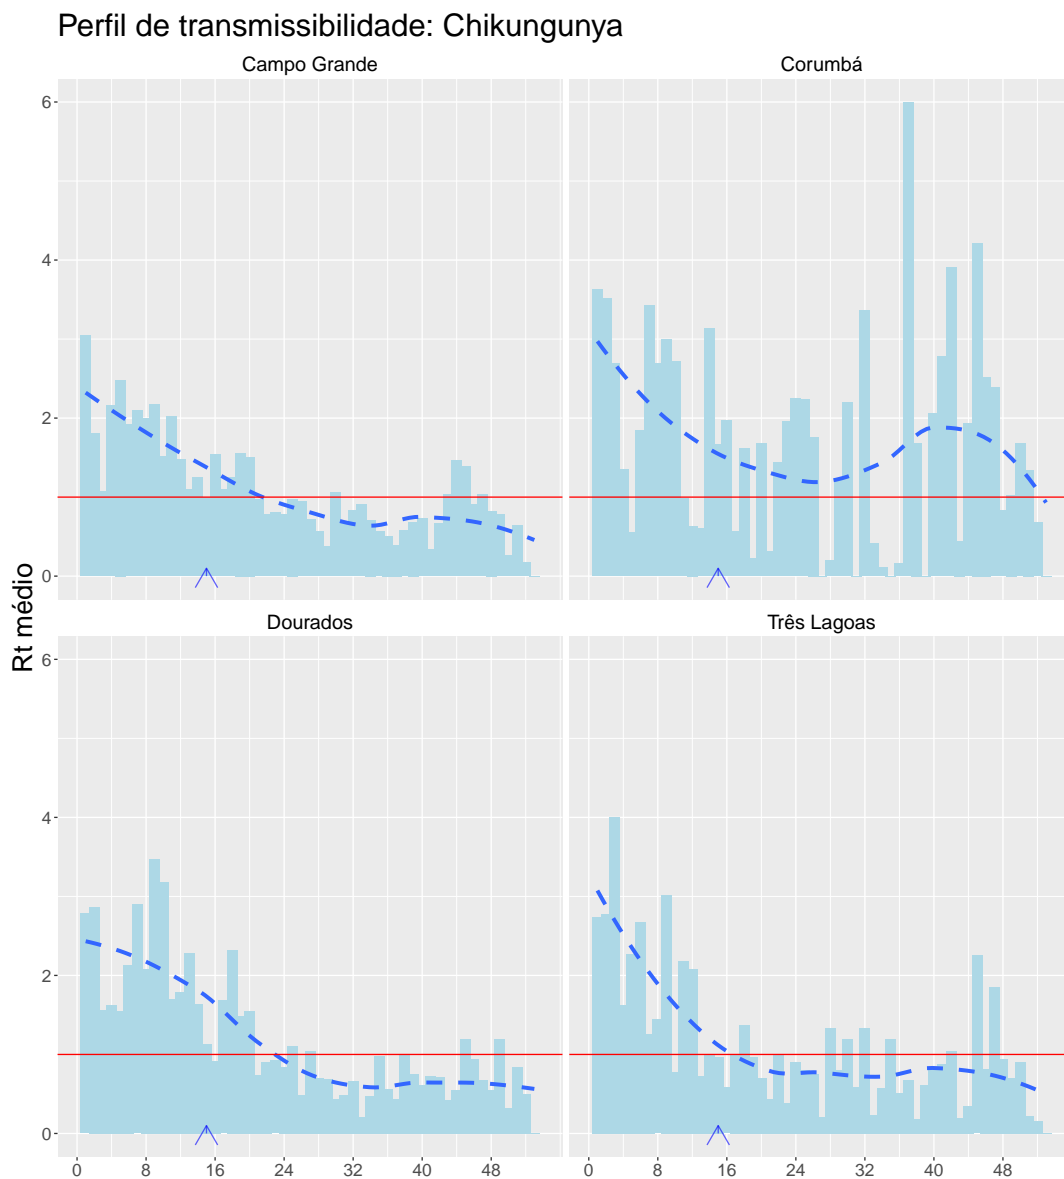 Perfil de transmissibilidade: Chikungunya
Campo Grande
Corumbá
6
4
2
0
Rt médio
Dourados
Três Lagoas
6
4
2
0
0 8 16 24 32 40 48
0 8 16 24 32 40 48